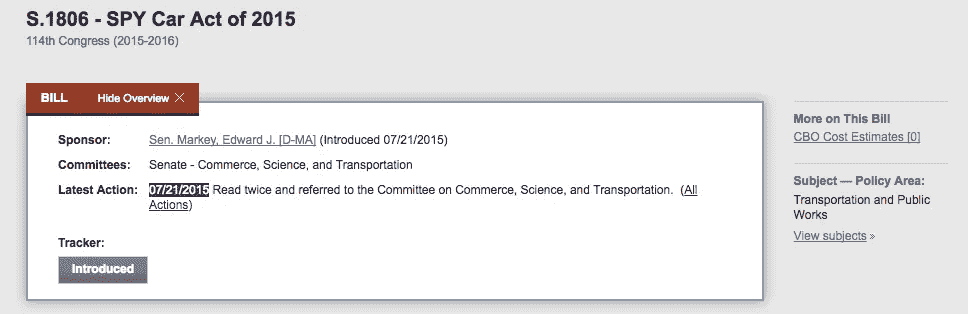 S.1806 - SPY Car Act of 2015
114th Congress (2015-2016)
BILL Hide Overview ✕
Sponsor: Sen. Markey, Edward J. [D-MA] (Introduced 07/21/2015)
Committees: Senate - Commerce, Science, and Transportation
Latest Action: 07/21/2015 Read twice and referred to the Committee on Commerce, Science, and Transportation. (All
Actions)
Tracker:
Introduced
More on This Bill
CBO Cost Estimates [0]
Subject — Policy Area:
Transportation and Public
Works
View subjects »